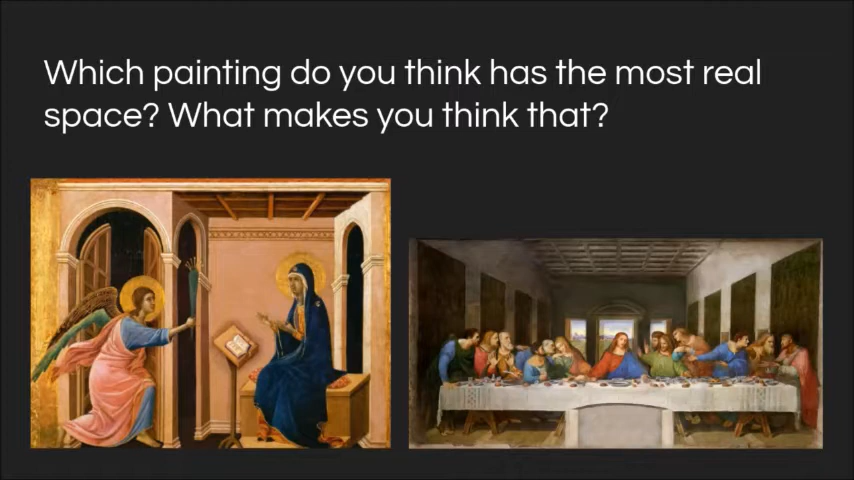 Which painting do you think has the most real
space? What makes you think that?